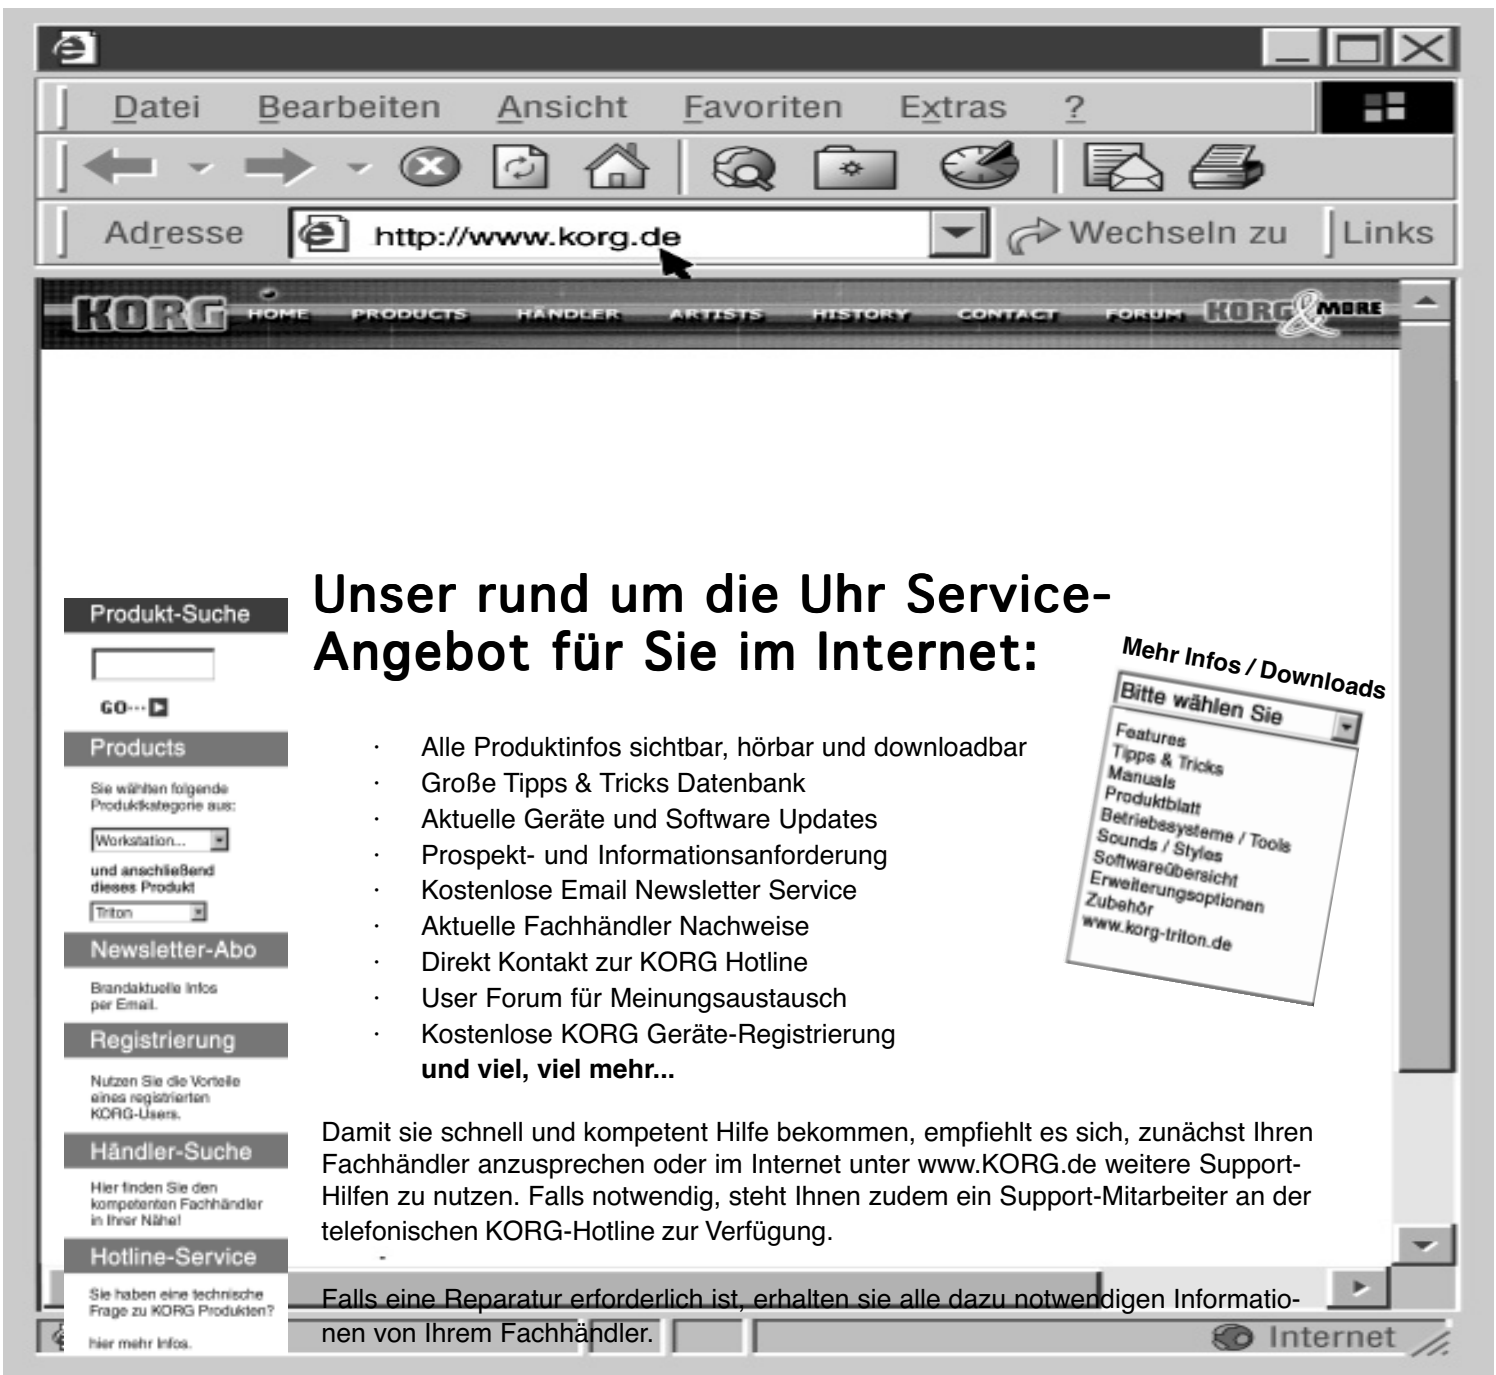 Datei Bearbeiten Ansicht Favoriten Extras ?
Adresse http://www.korg.de Wechseln zu Links
KORG HOME PRODUCTS HÄNDLER ARTISTS HISTORY CONTACT FORUM KORG & MORE
Unser rund um die Uhr Service-
Angebot für Sie im Internet:
Produkt-Suche
GO···
Products
Sie wählten folgende
Produktkategorie aus:
Workstation...
und anschließend
dieses Produkt
Triton
Newsletter-Abo
Brandaktuelle Infos
per Email.
Registrierung
Nutzen Sie die Vorteile
eines registrierten
KORG-Users.
Händler-Suche
Hier finden Sie den
kompetenten Fachhändler
in Ihrer Nähe!
Hotline-Service
Sie haben eine technische
Frage zu KORG Produkten?
hier mehr Infos.
· Alle Produktinfos sichtbar, hörbar und downloadbar
· Große Tipps & Tricks Datenbank
· Aktuelle Geräte und Software Updates
· Prospekt- und Informationsanforderung
· Kostenlose Email Newsletter Service
· Aktuelle Fachhändler Nachweise
· Direkt Kontakt zur KORG Hotline
· User Forum für Meinungsaustausch
· Kostenlose KORG Geräte-Registrierung
und viel, viel mehr...
Mehr Infos / Downloads
Bitte wählen Sie
Features
Tipps & Tricks
Manuals
Produktblatt
Betriebssysteme / Tools
Sounds / Styles
Softwareübersicht
Erweiterungsoptionen
Zubehör
www.korg-triton.de
Damit sie schnell und kompetent Hilfe bekommen, empfiehlt es sich, zunächst Ihren
Fachhändler anzusprechen oder im Internet unter www.KORG.de weitere Support-
Hilfen zu nutzen. Falls notwendig, steht Ihnen zudem ein Support-Mitarbeiter an der
telefonischen KORG-Hotline zur Verfügung.
Falls eine Reparatur erforderlich ist, erhalten sie alle dazu notwendigen Informatio-
nen von Ihrem Fachhändler.
Internet